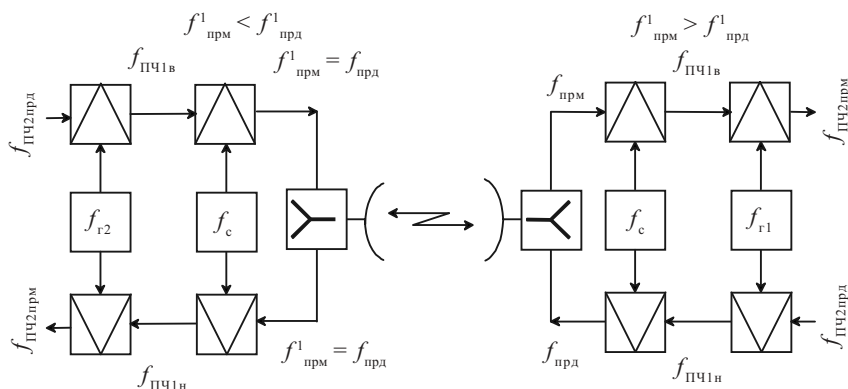 f¹прм < f¹прд
f¹прм > f¹прд
fПЧ1в
f¹прм = fпрд
fпрм
fПЧ1в
fПЧ2прд
fПЧ2прм
fг2
fс
fс
fг1
fПЧ2прм
fПЧ2прд
f¹прм = fпрд
fПЧ1н
fпрд
fПЧ1н